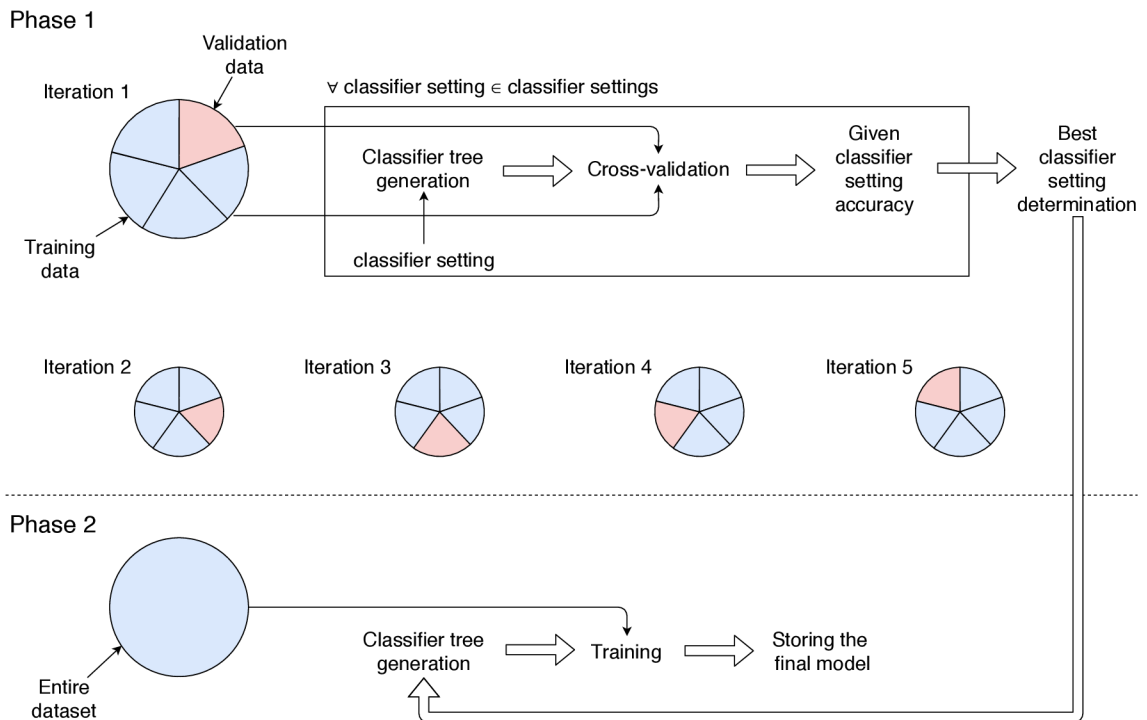 Phase 1
Validation
data
Iteration 1
∀ classifier setting ∈ classifier settings
Classifier tree
generation
Cross-validation
Given
classifier
setting
accuracy
Best
classifier
setting
determination
Training
data
classifier setting
Iteration 2
Iteration 3
Iteration 4
Iteration 5
Phase 2
Classifier tree
generation
Training
Storing the
final model
Entire
dataset